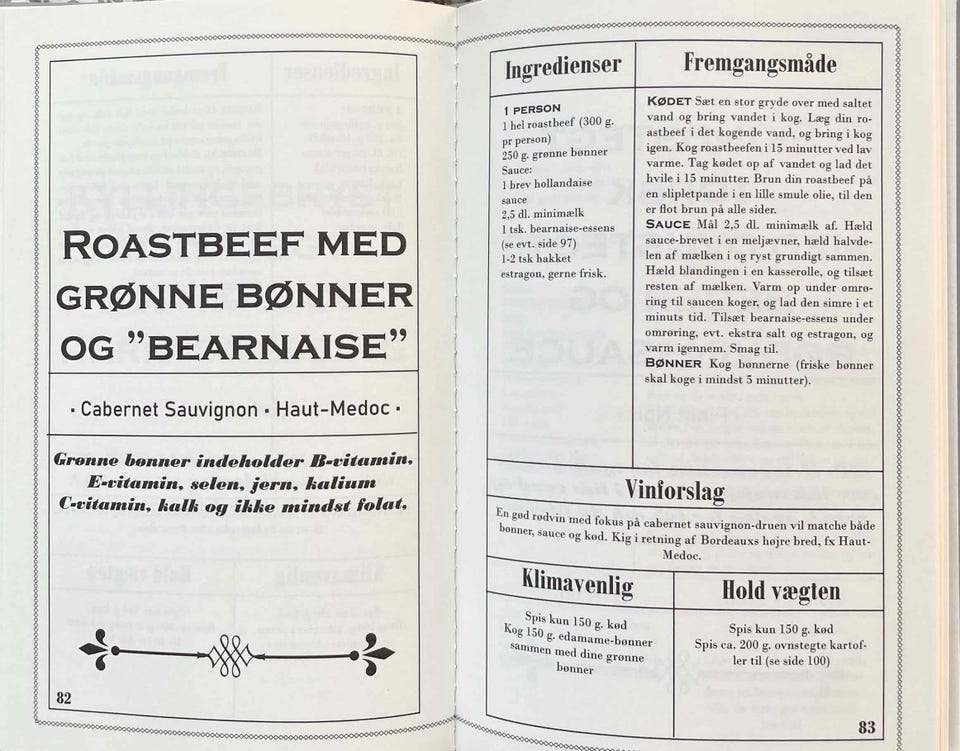 ROASTBEEF MED
GRØNNE BØNNER
OG ”BEARNAISE”
· Cabernet Sauvignon · Haut-Medoc ·
Grønne bønner indeholder B-vitamin,
E-vitamin, selen, jern, kalium
C-vitamin, kalk og ikke mindst folat.
82
Ingredienser
1 PERSON
1 hel roastbeef (300 g.
pr person)
250 g. grønne bønner
Sauce:
1 brev hollandaise
sauce
2,5 dl. minimælk
1 tsk. bearnaise-essens
(se evt. side 97)
1-2 tsk hakket
estragon, gerne frisk.
Fremgangsmåde
KØDET Sæt en stor gryde over med saltet
vand og bring vandet i kog. Læg din ro-
astbeef i det kogende vand, og bring i kog
igen. Kog roastbeefen i 15 minutter ved lav
varme. Tag kødet op af vandet og lad det
hvile i 15 minutter. Brun din roastbeef på
en slipletpande i en lille smule olie, til den
er flot brun på alle sider.
SAUCE Mål 2,5 dl. minimælk af. Hæld
sauce-brevet i en meljævner, hæld halvde-
len af mælken i og ryst grundigt sammen.
Hæld blandingen i en kasserolle, og tilsæt
resten af mælken. Varm op under omrø-
ring til saucen koger, og lad den simre i et
minuts tid. Tilsæt bearnaise-essens under
omrøring, evt. ekstra salt og estragon, og
varm igennem. Smag til.
BØNNER Kog bønnerne (friske bønner
skal koge i mindst 5 minutter).
Vinforslag
En god rødvin med fokus på cabernet sauvignon-druen vil matche både
bønner, sauce og kød. Kig i retning af Bordeauxs højre bred, fx Haut-
Medoc.
Klimavenlig
Spis kun 150 g. kød
Kog 150 g. edamame-bønner
sammen med dine grønne
bønner
Hold vægten
Spis kun 150 g. kød
Spis ca. 200 g. ovnstegte kartof-
ler til (se side 100)
83